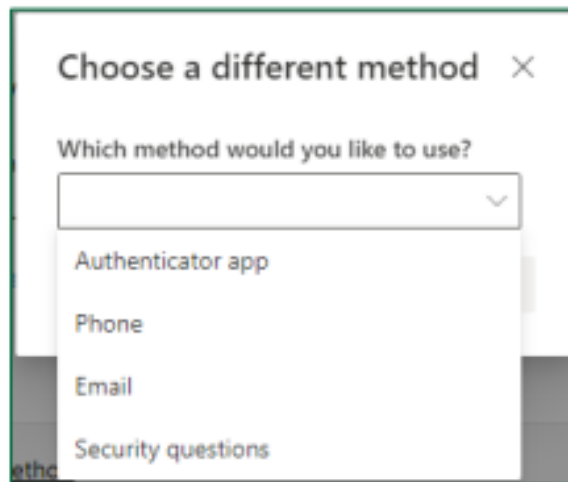 Choose a different method
Which method would you like to use?
Authenticator app
Phone
Email
Security questions